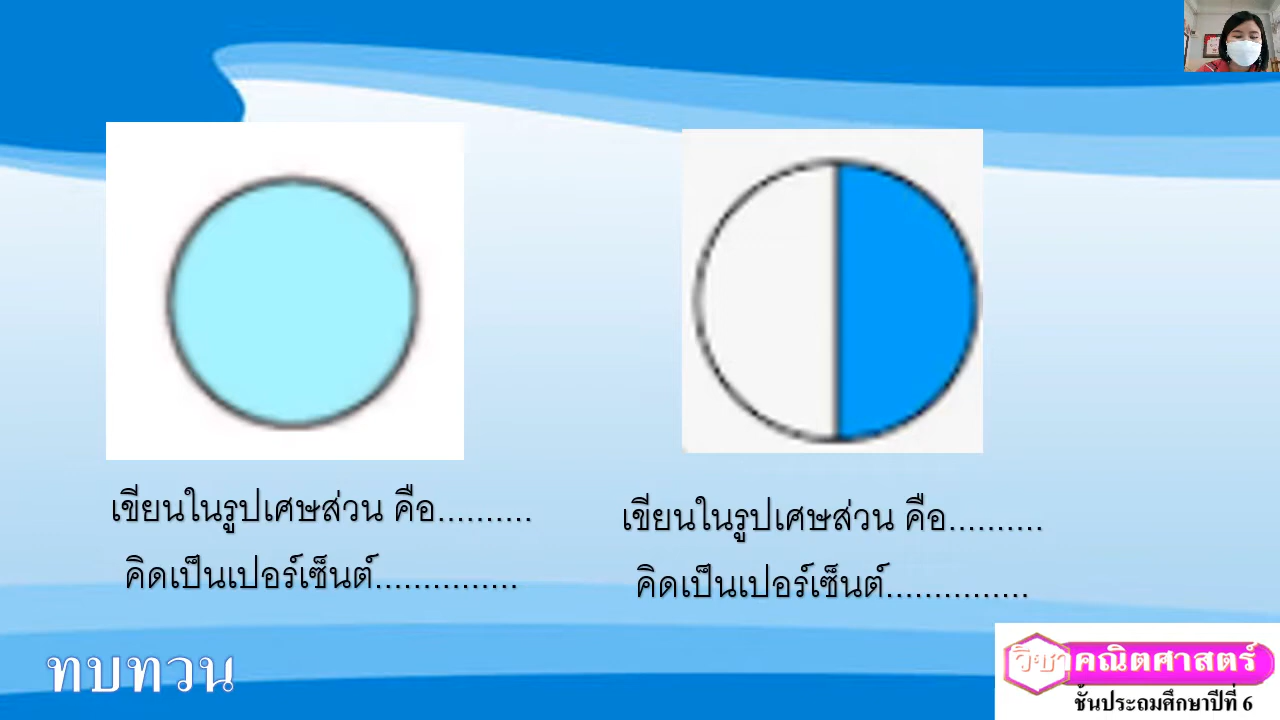 เขียนในรูปเศษส่วน คือ..........
คิดเป็นเปอร์เซ็นต์...............
เขียนในรูปเศษส่วน คือ..........
คิดเป็นเปอร์เซ็นต์...............
ทบทวน
วิชาคณิตศาสตร์
ชั้นประถมศึกษาปีที่ 6